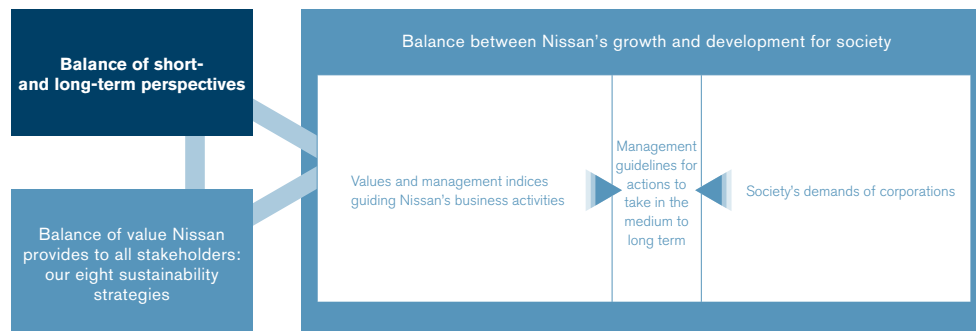 Balance of short-
and long-term perspectives
Balance of value Nissan
provides to all stakeholders:
our eight sustainability
strategies
Balance between Nissan’s growth and development for society
Values and management indices
guiding Nissan’s business activities
Management
guidelines for
actions to
take in the
medium to
long term
Society’s demands of corporations